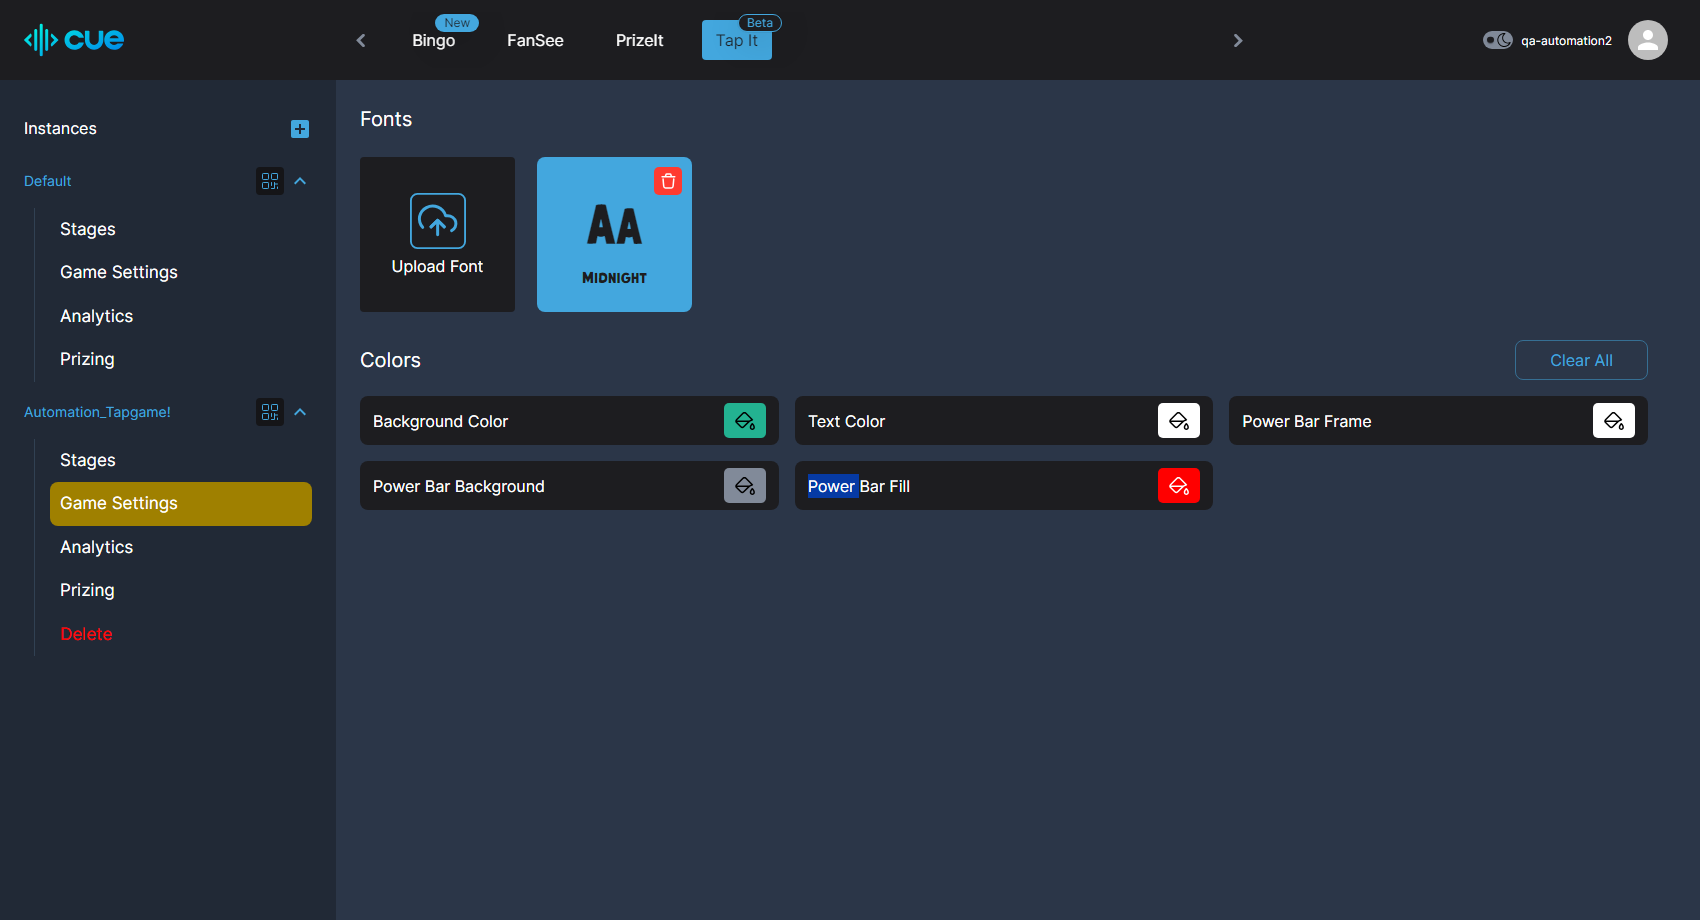 cue
Bingo
New
FanSee
PrizeIt
Tap It
Beta
qa-automation2
Instances
Default
Stages
Game Settings
Analytics
Prizing
Automation_Tapgame!
Stages
Game Settings
Analytics
Prizing
Delete
Fonts
Upload Font
AA
MIDNIGHT
Colors
Clear All
Background Color
Text Color
Power Bar Frame
Power Bar Background
Power Bar Fill